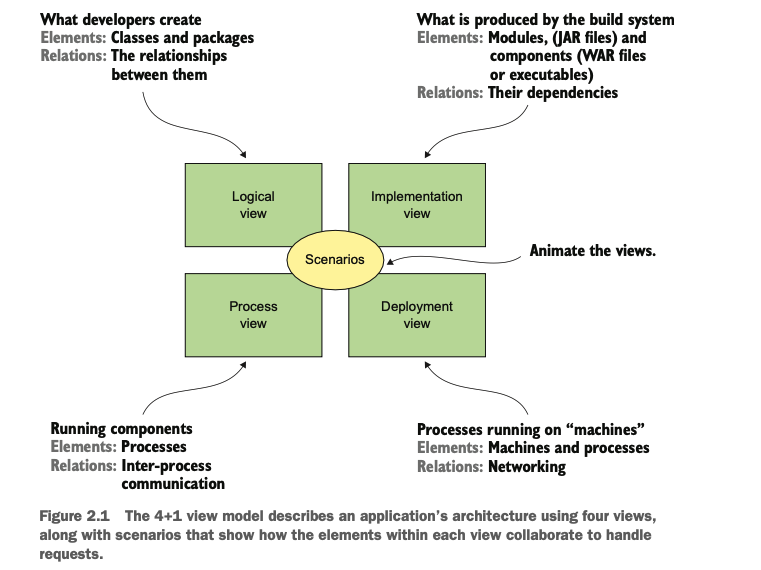 What developers create
Elements: Classes and packages
Relations: The relationships
between them
What is produced by the build system
Elements: Modules, (JAR files) and
components (WAR files
or executables)
Relations: Their dependencies
Logical
view
Implementation
view
Scenarios
Animate the views.
Process
view
Deployment
view
Running components
Elements: Processes
Relations: Inter-process
communication
Processes running on “machines”
Elements: Machines and processes
Relations: Networking
Figure 2.1 The 4+1 view model describes an application’s architecture using four views,
along with scenarios that show how the elements within each view collaborate to handle
requests.